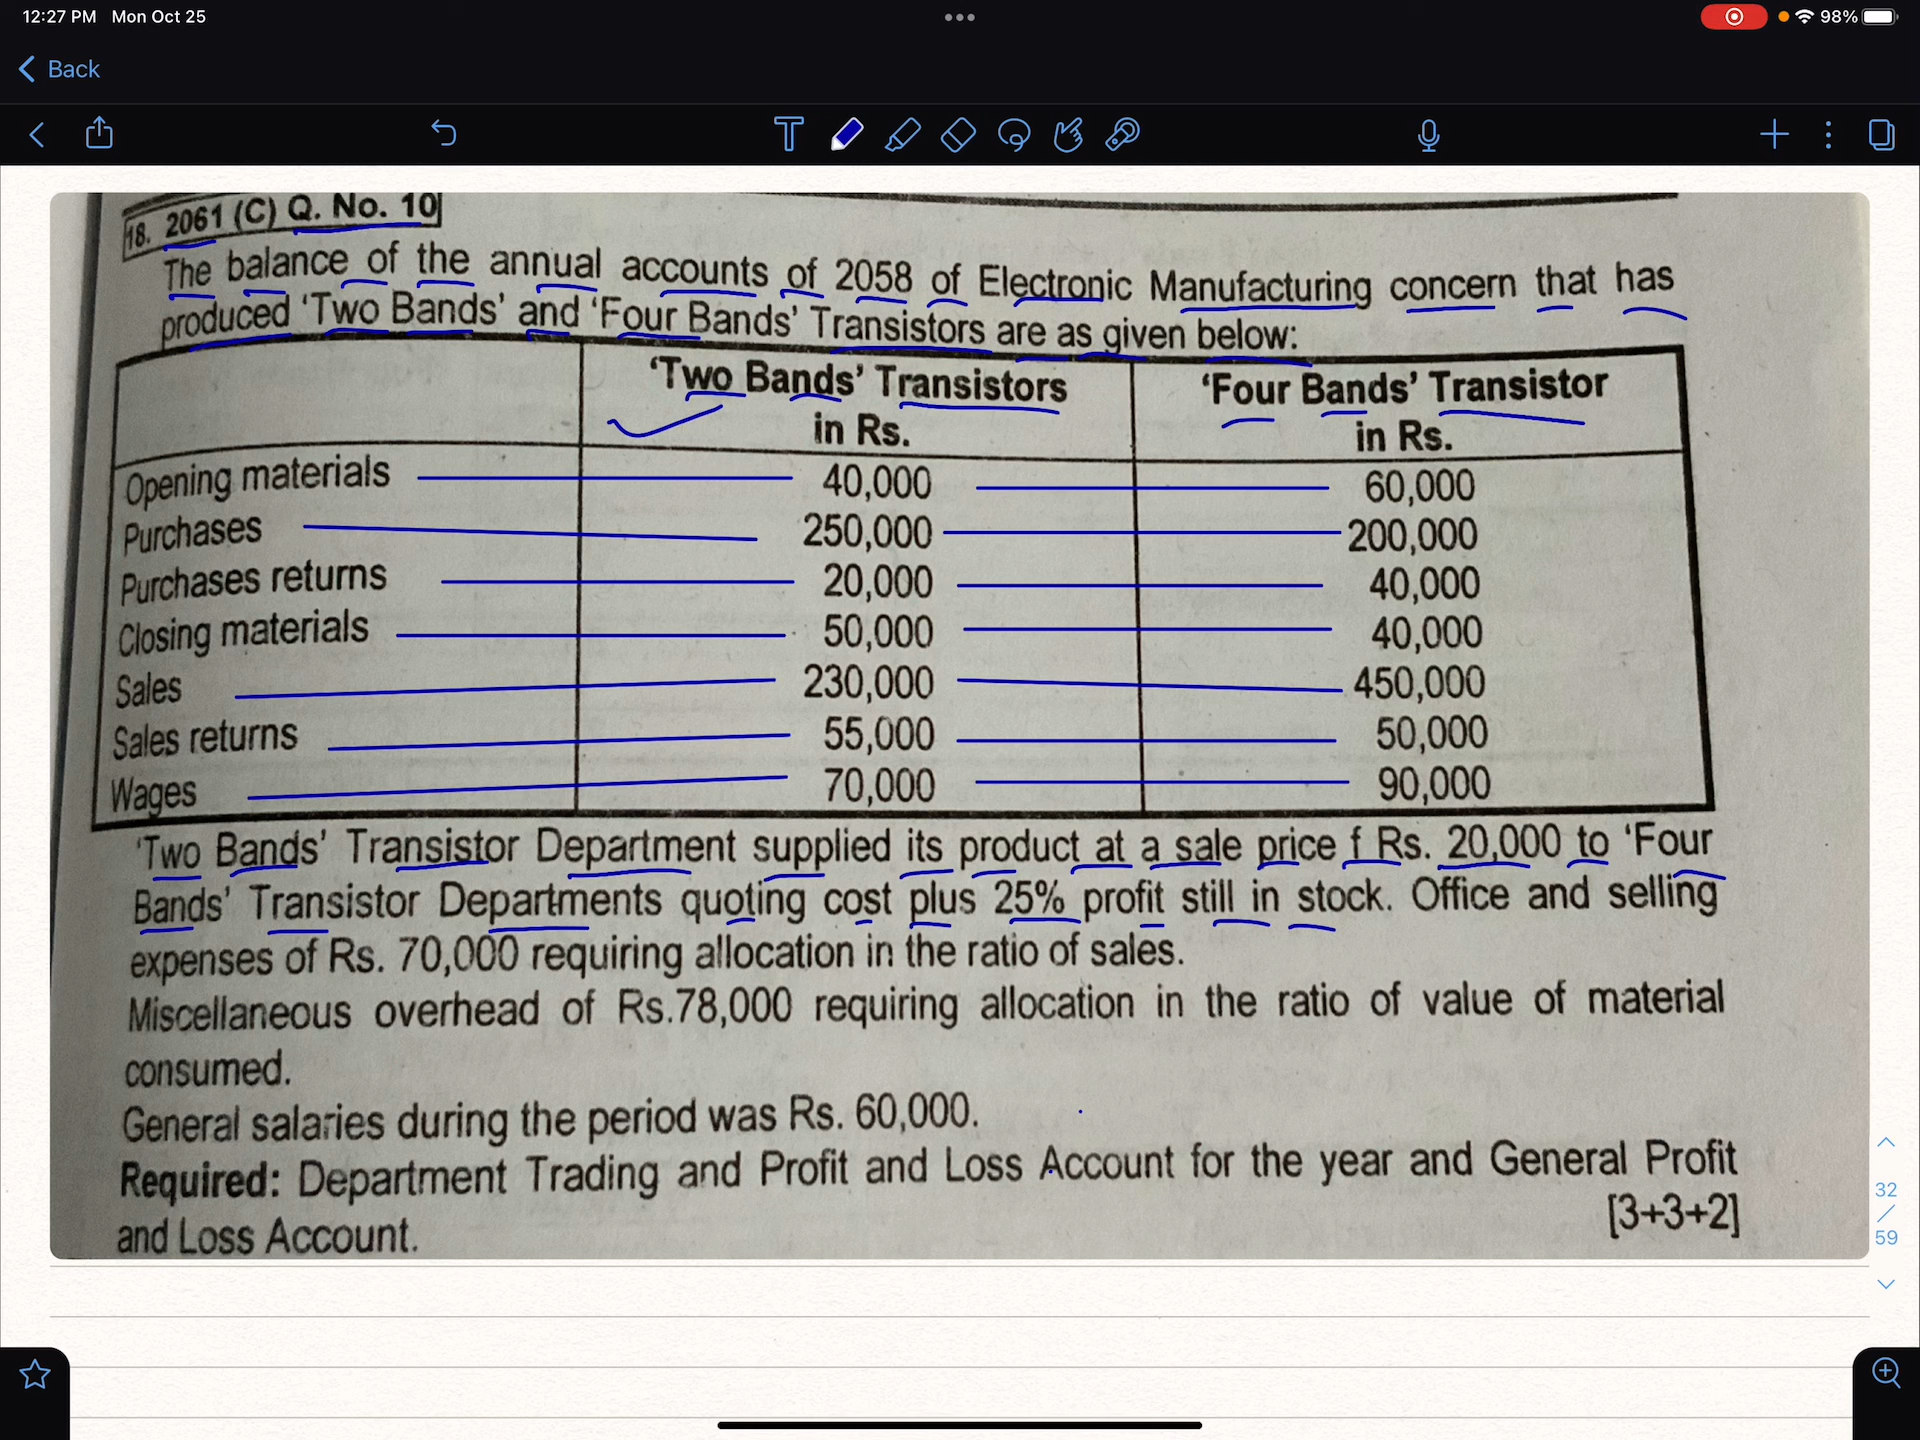 12:27 PM Mon Oct 25
98%
Back
18. 2061 (C) Q. No. 10
The balance of the annual accounts of 2058 of Electronic Manufacturing concern that has
produced 'Two Bands' and 'Four Bands' Transistors are as given below:
'Two Bands' Transistors in Rs. 'Four Bands' Transistor in Rs.
Opening materials 40,000 60,000
Purchases 250,000 200,000
Purchases returns 20,000 40,000
Closing materials 50,000 40,000
Sales 230,000 450,000
Sales returns 55,000 50,000
Wages 70,000 90,000
'Two Bands' Transistor Department supplied its product at a sale price f Rs. 20,000 to 'Four
Bands' Transistor Departments quoting cost plus 25% profit still in stock. Office and selling
expenses of Rs. 70,000 requiring allocation in the ratio of sales.
Miscellaneous overhead of Rs.78,000 requiring allocation in the ratio of value of material
consumed.
General salaries during the period was Rs. 60,000.
Required: Department Trading and Profit and Loss Account for the year and General Profit
and Loss Account. [3+3+2]
32
/
59